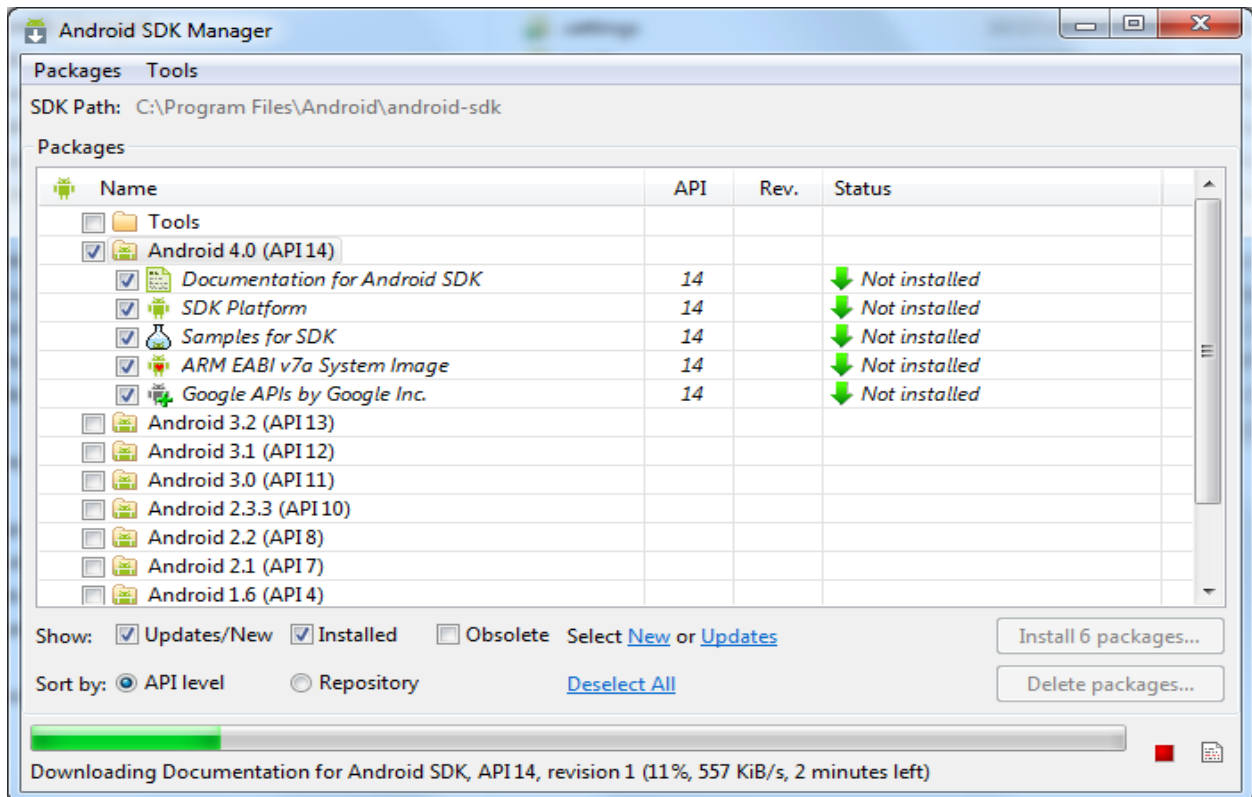 Android SDK Manager
Packages Tools
SDK Path: C:\Program Files\Android\android-sdk
Packages
Name API Rev. Status
Tools
Android 4.0 (API 14)
Documentation for Android SDK 14 Not installed
SDK Platform 14 Not installed
Samples for SDK 14 Not installed
ARM EABI v7a System Image 14 Not installed
Google APIs by Google Inc. 14 Not installed
Android 3.2 (API 13)
Android 3.1 (API 12)
Android 3.0 (API 11)
Android 2.3.3 (API 10)
Android 2.2 (API 8)
Android 2.1 (API 7)
Android 1.6 (API 4)
Show: Updates/New Installed Obsolete Select New or Updates Install 6 packages...
Sort by: API level Repository Deselect All Delete packages...
Downloading Documentation for Android SDK, API 14, revision 1 (11%, 557 KiB/s, 2 minutes left)